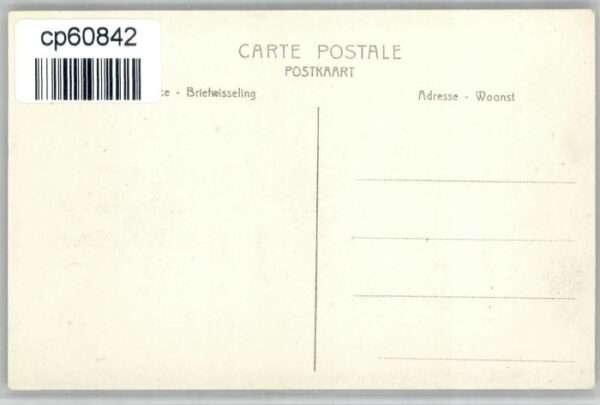 cp60842
CARTE POSTALE
POSTKAART
ce - Briefwisseling
Adresse - Woonst